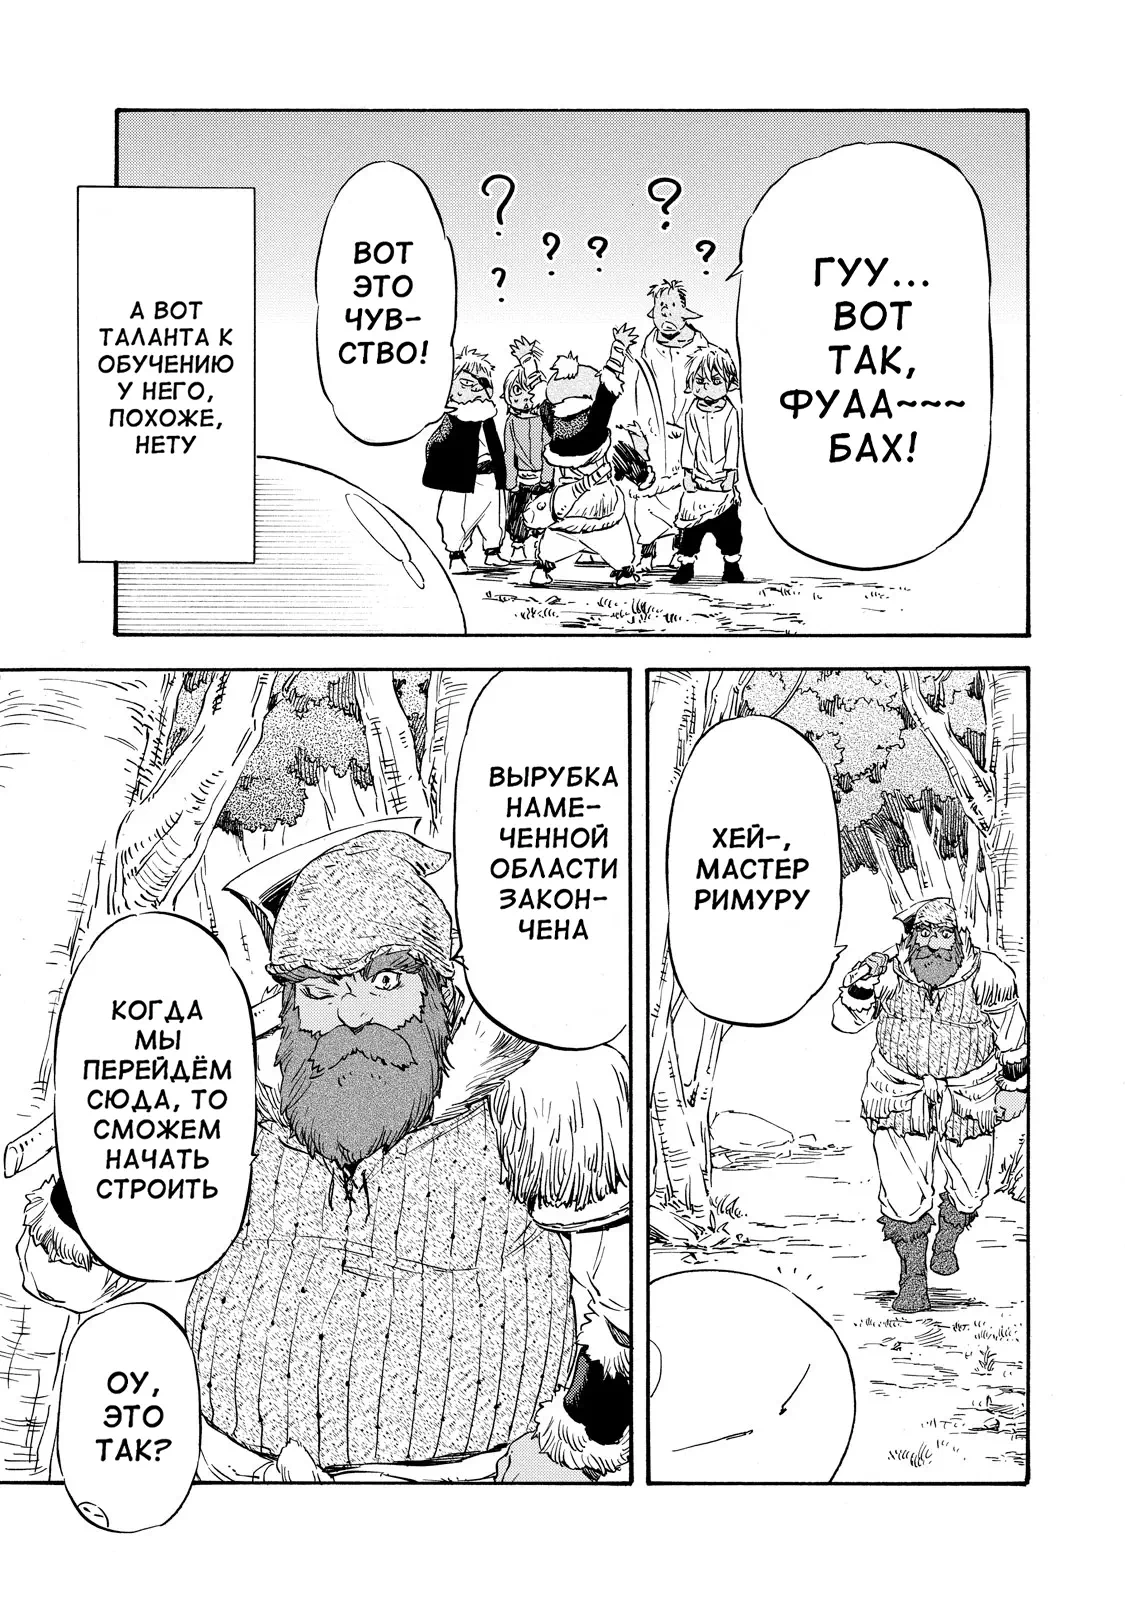 ГУУ...
ВОТ
ТАК,
ФУАА~~~
БАХ!
? ? ? ? ? ?
ВОТ
ЭТО
ЧУВ-
СТВО!
А ВОТ
ТАЛАНТА К
ОБУЧЕНИЮ
У НЕГО,
ПОХОЖЕ,
НЕТУ
ХЕЙ-,
МАСТЕР
РИМУРУ
ВЫРУБКА
НАМЕ-
ЧЕННОЙ
ОБЛАСТИ
ЗАКОН-
ЧЕНА
КОГДА
МЫ
ПЕРЕЙДЁМ
СЮДА, ТО
СМОЖЕМ
НАЧАТЬ
СТРОИТЬ
ОУ,
ЭТО
ТАК?